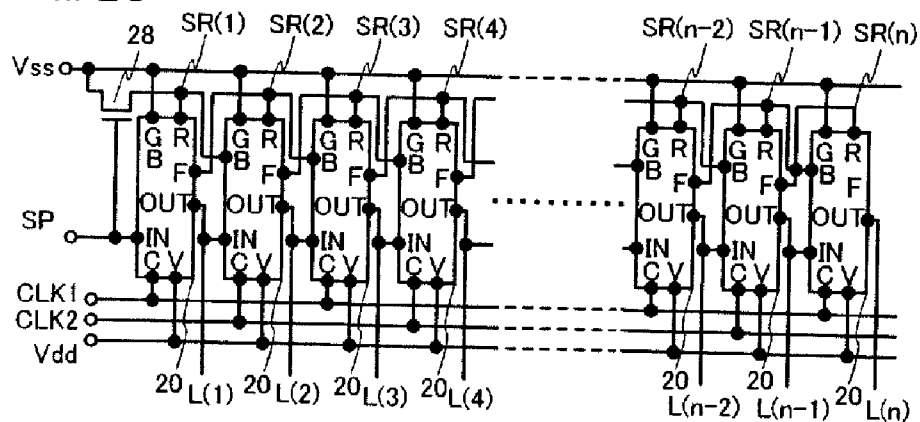 SR(1) SR(2) SR(3) SR(4) SR(n-2) SR(n-1) SR(n)
28
Vss
G R G R G R G R G R G R G R
B F B F B F B F B F B F B F
OUT OUT OUT OUT OUT OUT OUT
SP IN IN IN IN IN IN IN
C V C V C V C V C V C V C V
CLK1
CLK2
Vdd
20 L(1) 20 L(2) 20 L(3) 20 L(4) 20 L(n-2) 20 L(n-1) 20 L(n)